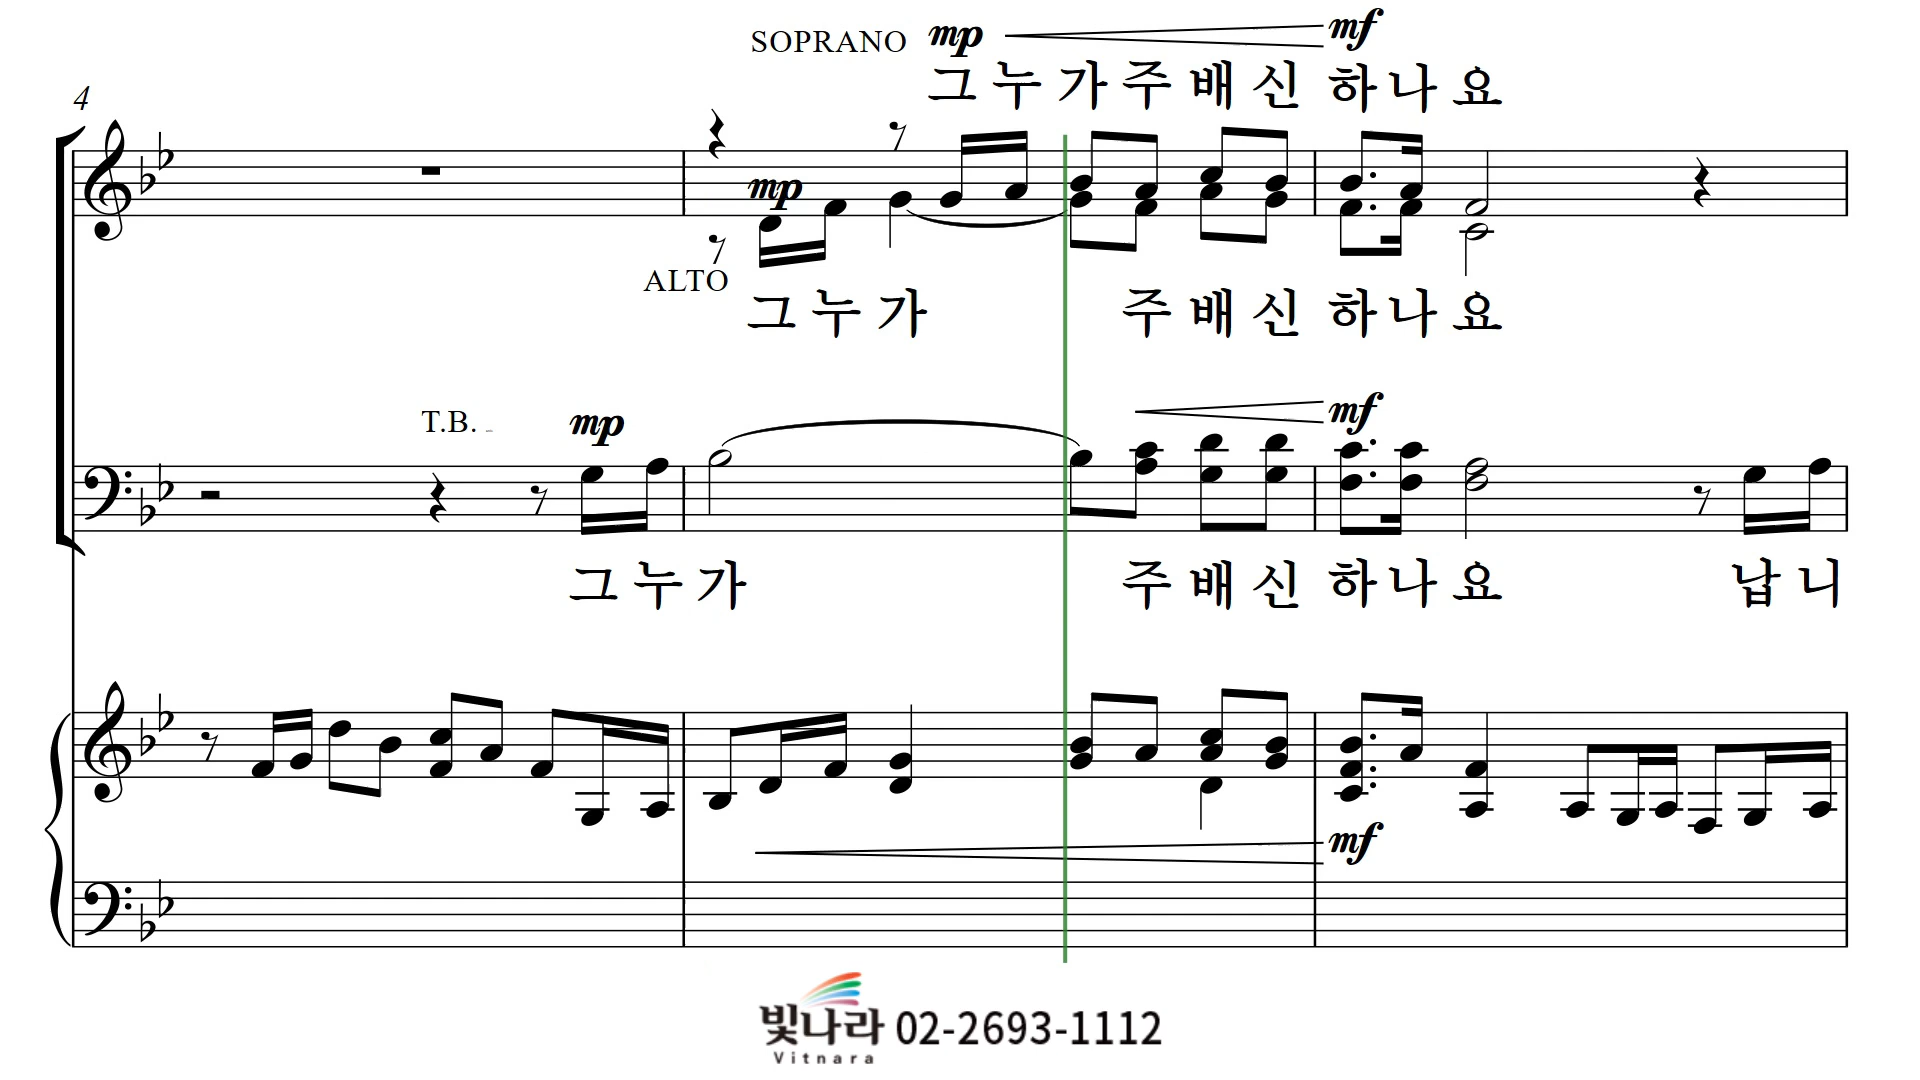 SOPRANO mp mf
그누가주배신 하나요
4
mp
ALTO
그누가 주배신 하나요
T.B. mp mf
그누가 주배신 하나요 납니
mf
빛나라 02-2693-1112
Vitnara